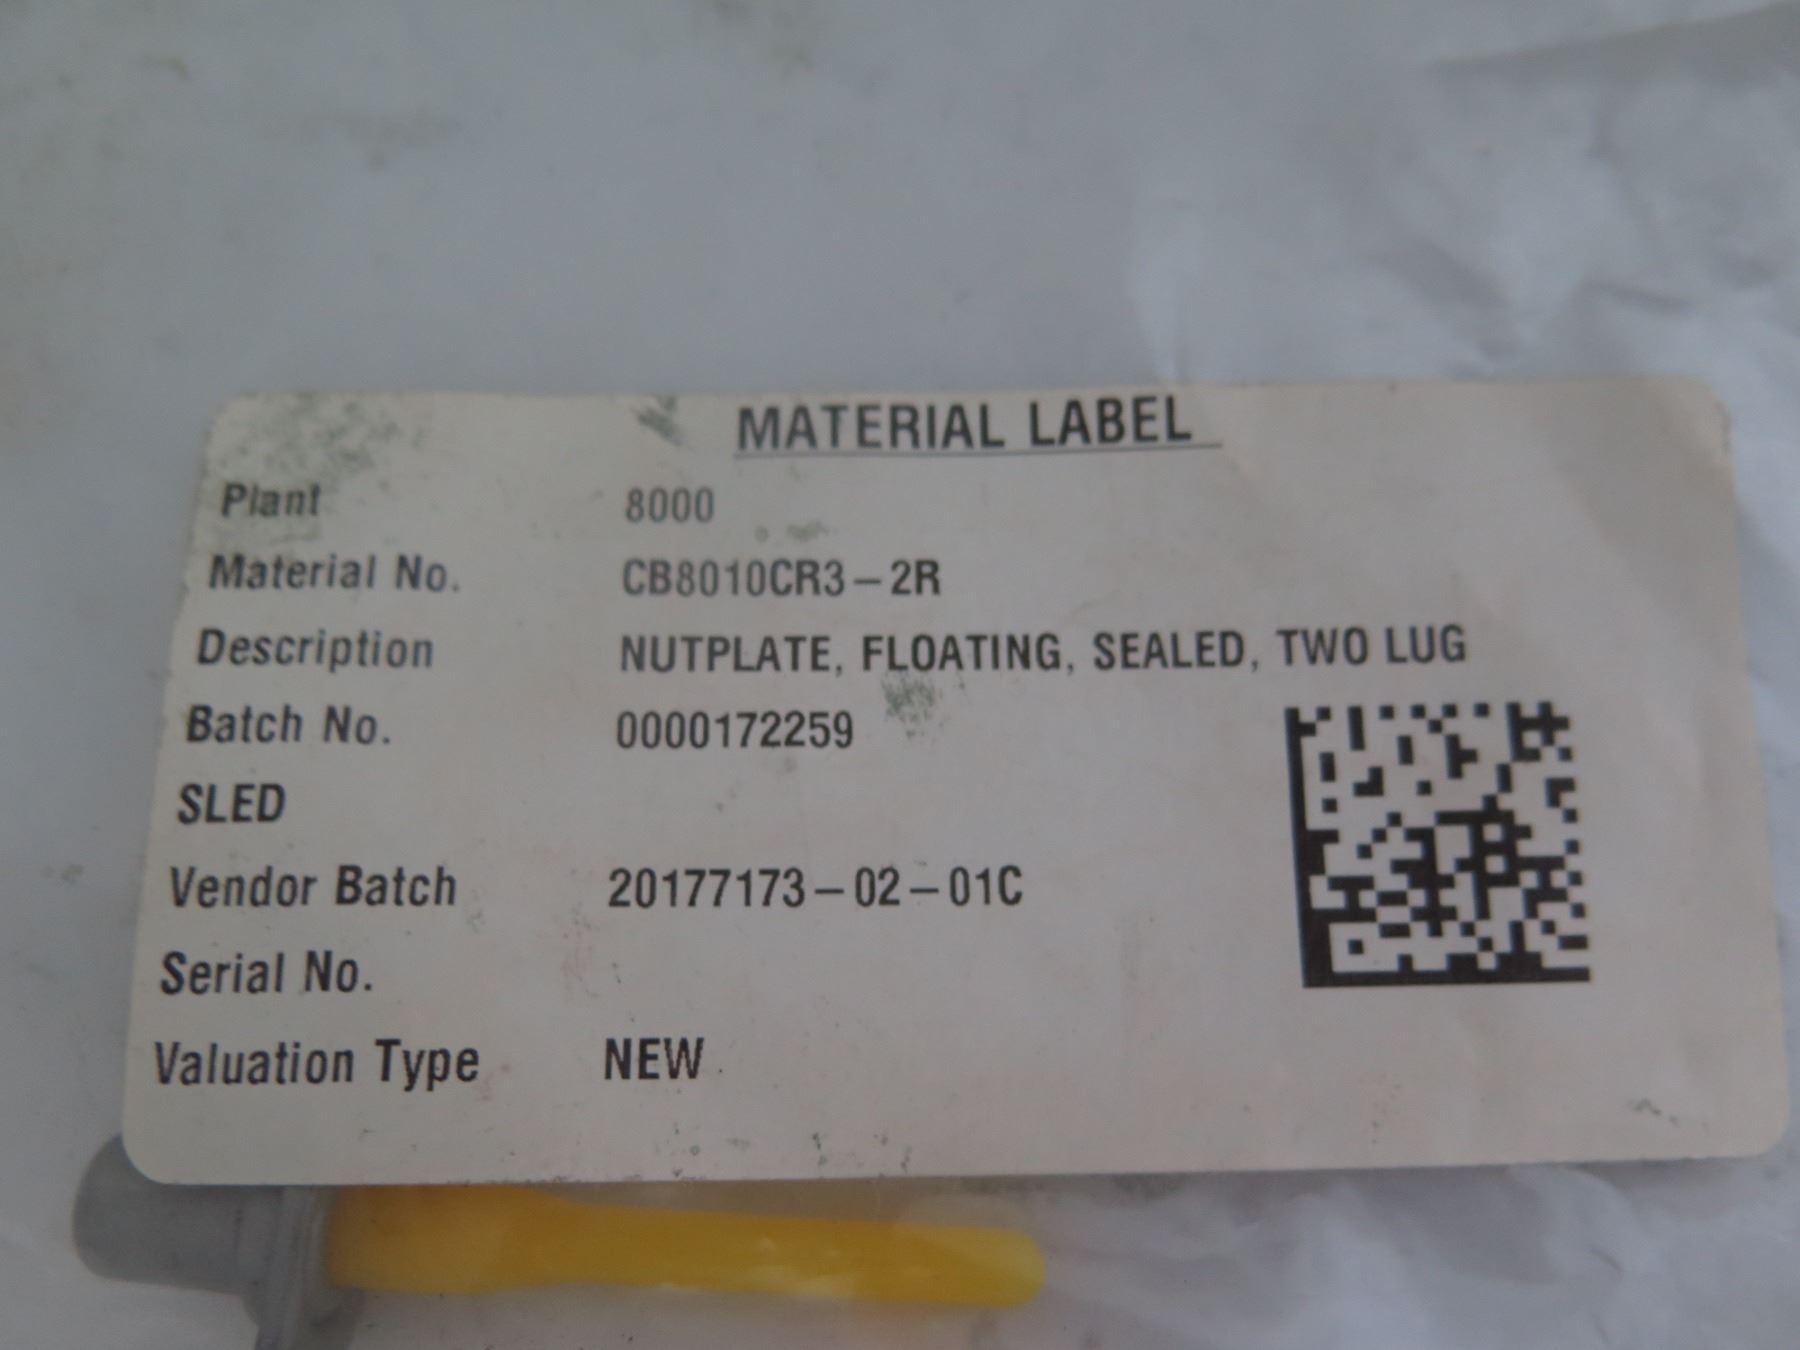 MATERIAL LABEL
Plant 8000
Material No. CB8010CR3-2R
Description NUTPLATE, FLOATING, SEALED, TWO LUG
Batch No. 0000172259
SLED
Vendor Batch 20177173-02-01C
Serial No.
Valuation Type NEW